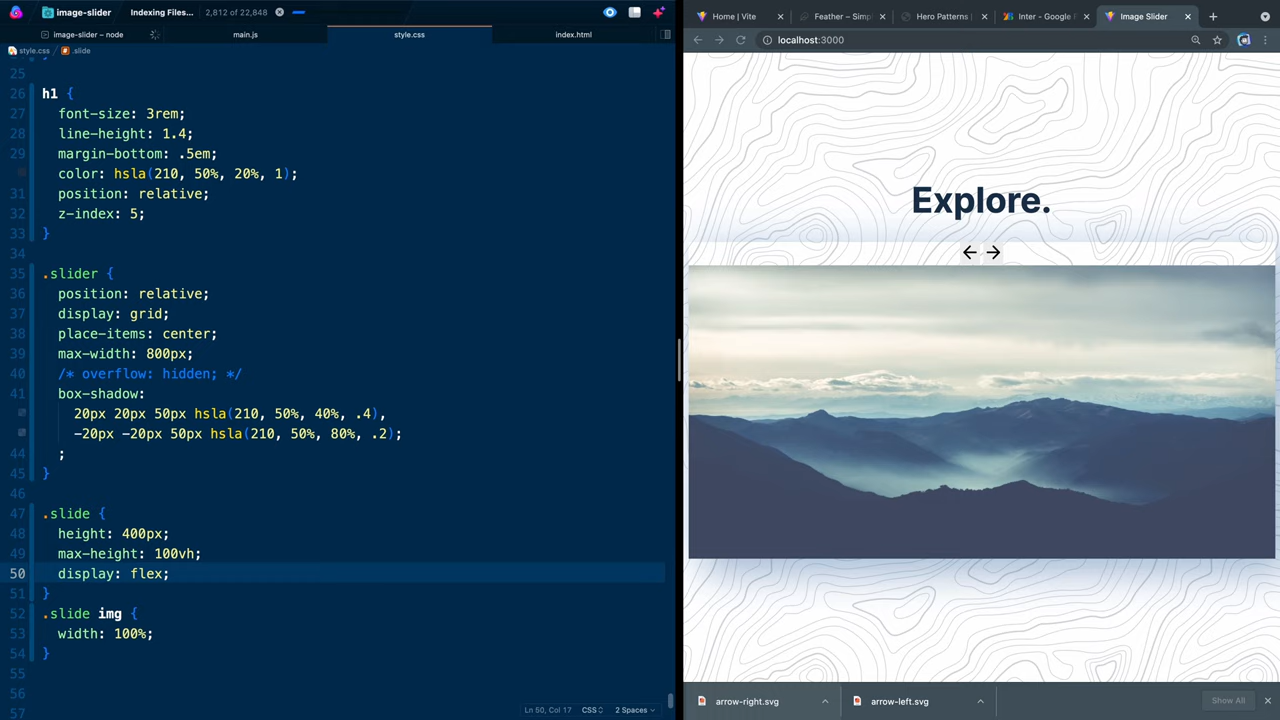 image-slider
Indexing Files...
2,812 of 22,848
image-slider – node
main.js
style.css
index.html
style.css
.slide
25
26 h1 {
27 font-size: 3rem;
28 line-height: 1.4;
29 margin-bottom: .5em;
color: hsla(210, 50%, 20%, 1);
31 position: relative;
32 z-index: 5;
33 }
34
35 .slider {
36 position: relative;
37 display: grid;
38 place-items: center;
39 max-width: 800px;
40 /* overflow: hidden; */
41 box-shadow:
20px 20px 50px hsla(210, 50%, 40%, .4),
-20px -20px 50px hsla(210, 50%, 80%, .2);
44 ;
45 }
46
47 .slide {
48 height: 400px;
49 max-height: 100vh;
50 display: flex;
51 }
52 .slide img {
53 width: 100%;
54 }
55
56
57
Ln 50, Col 17
CSS
2 Spaces
Home | Vite
Feather – Simp
Hero Patterns |
Inter - Google F
Image Slider
localhost:3000
Explore.
arrow-right.svg
arrow-left.svg
Show All